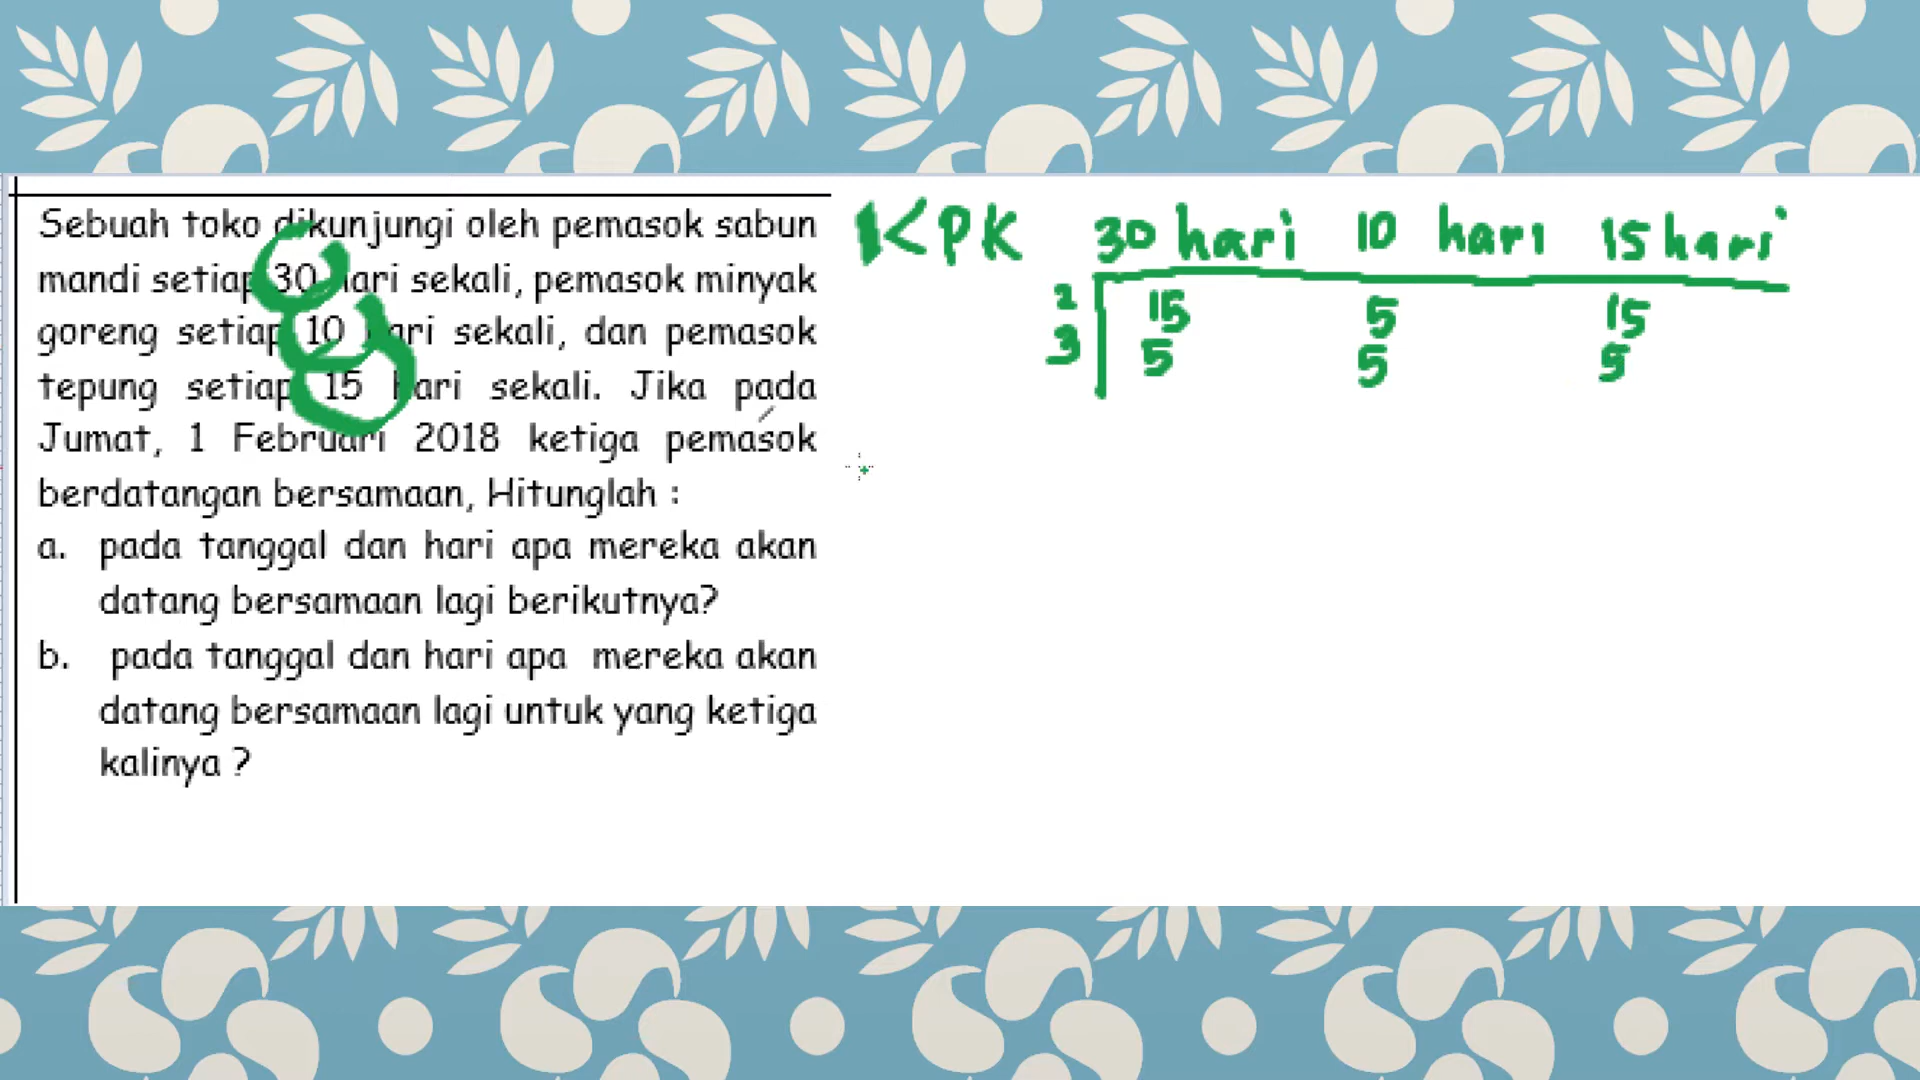 Sebuah toko dikunjungi oleh pemasok sabun
mandi setiap 30 hari sekali, pemasok minyak
goreng setiap 10 hari sekali, dan pemasok
tepung setiap 15 hari sekali. Jika pada
Jumat, 1 Februari 2018 ketiga pemasok
berdatangan bersamaan, Hitunglah :
a. pada tanggal dan hari apa mereka akan
datang bersamaan lagi berikutnya?
b. pada tanggal dan hari apa mereka akan
datang bersamaan lagi untuk yang ketiga
kalinya ?
KPK 30 hari 10 hari 15 hari
2 15 5 15
3 5 5 5